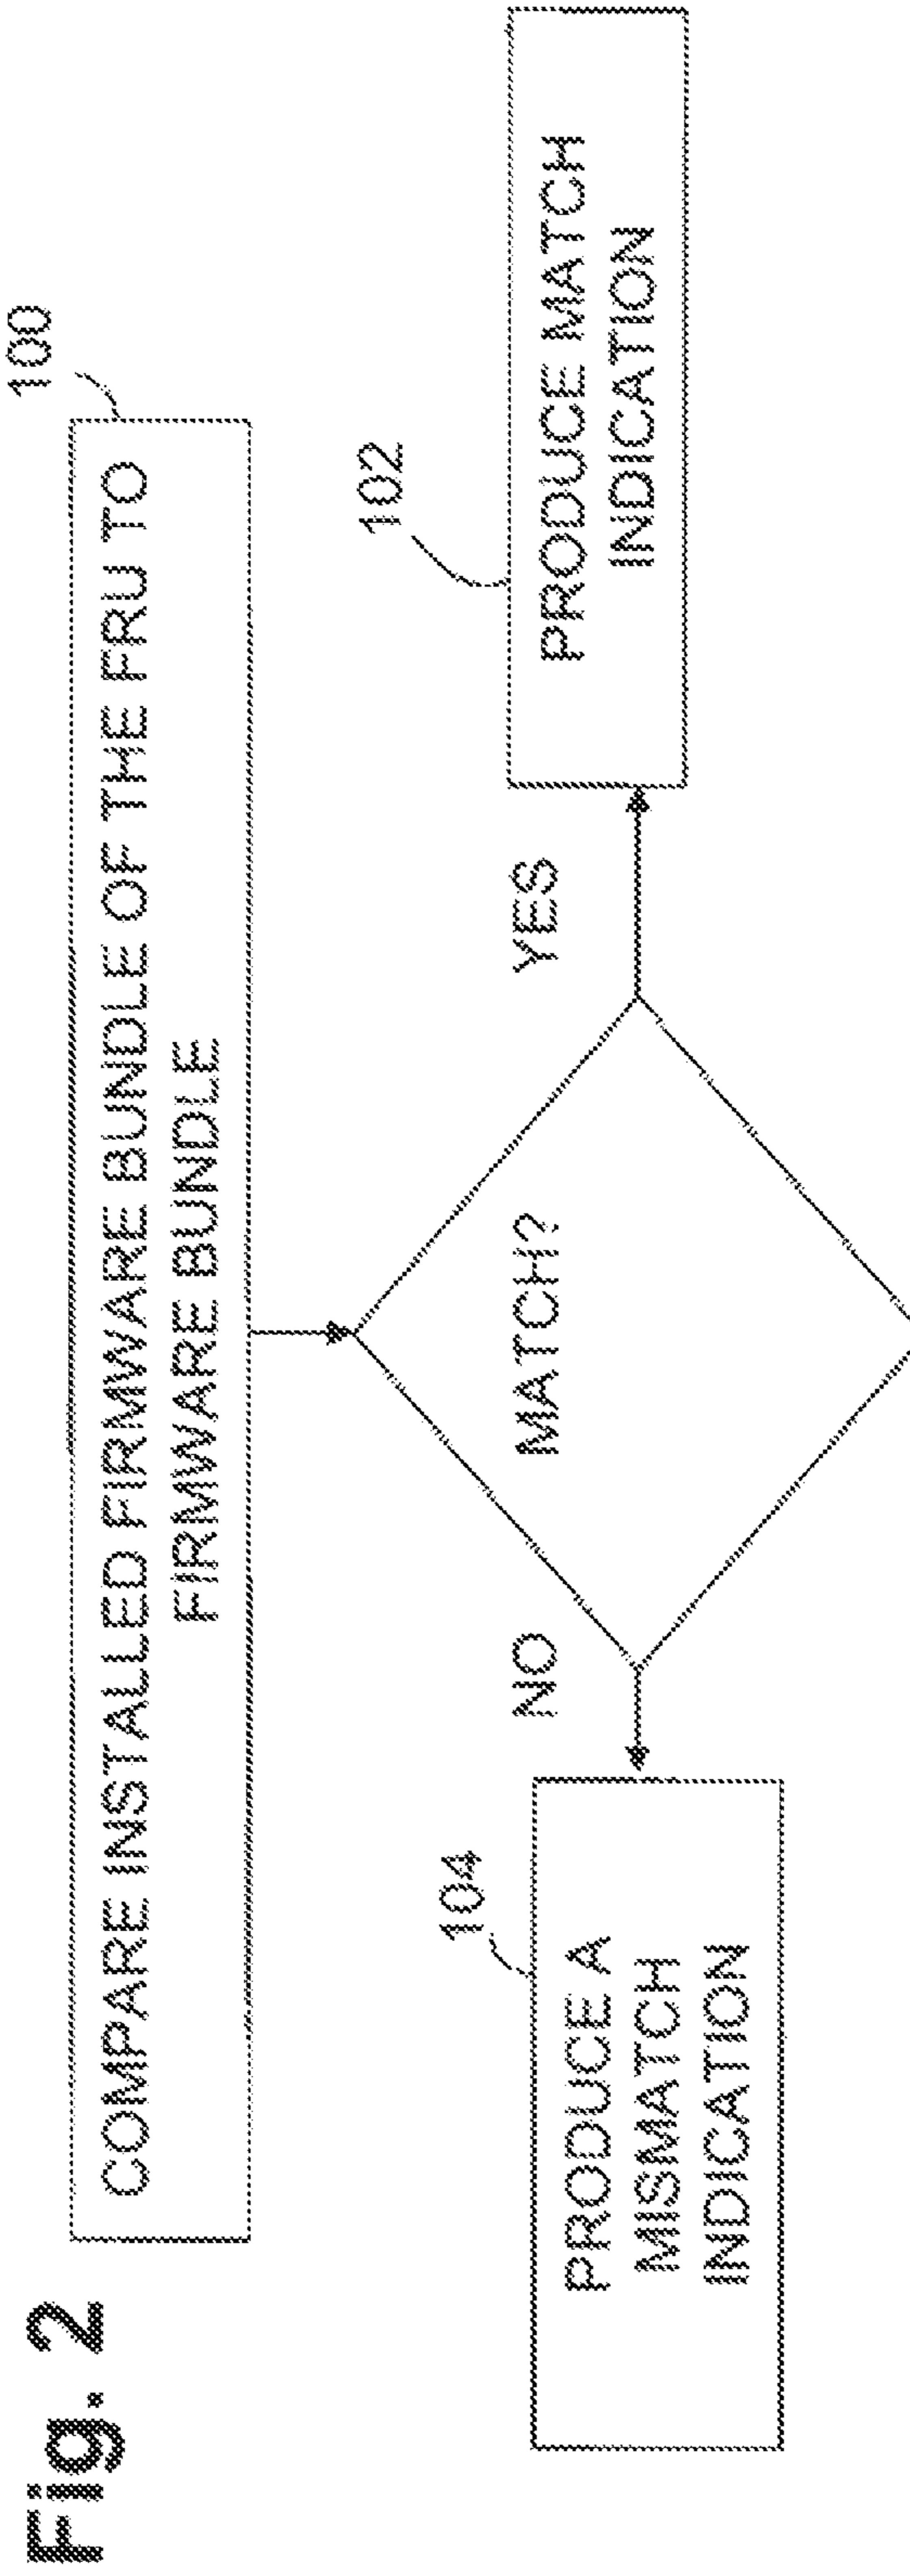 Fig. 2
100
COMPARE INSTALLED FIRMWARE BUNDLE OF THE FRU TO
FIRMWARE BUNDLE
MATCH?
NO
YES
104
PRODUCE A
MISMATCH
INDICATION
102
PRODUCE MATCH
INDICATION